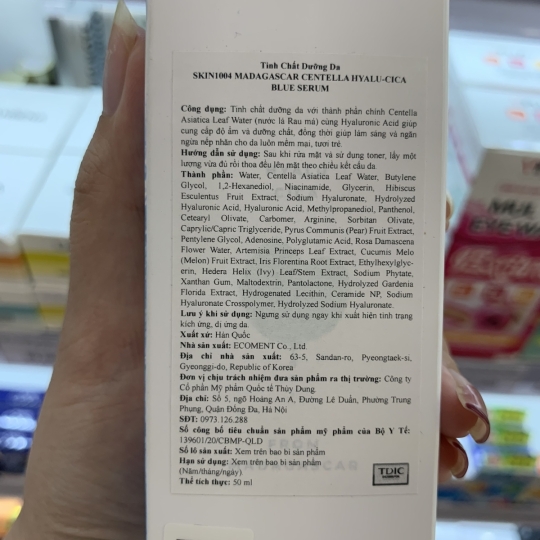 Tinh Chất Dưỡng Da
SKIN1004 MADAGASCAR CENTELLA HYALU-CICA
BLUE SERUM
Công dụng: Tinh chất dưỡng da với thành phần chính Centella
Asiatica Leaf Water (nước lá Rau má) cùng Hyaluronic Acid giúp
cung cấp độ ẩm và dưỡng chất, đồng thời giúp làm sáng và ngăn
ngừa nếp nhăn cho da luôn mềm mại, tươi trẻ.
Hướng dẫn sử dụng: Sau khi rửa mặt và sử dụng toner, lấy một
lượng vừa đủ rồi thoa đều lên mặt theo chiều kết cấu da.
Thành phần: Water, Centella Asiatica Leaf Water, Butylene
Glycol, 1,2-Hexanediol, Niacinamide, Glycerin, Hibiscus
Esculentus Fruit Extract, Sodium Hyaluronate, Hydrolyzed
Hyaluronic Acid, Hyaluronic Acid, Methylpropanediol, Panthenol,
Cetearyl Olivate, Carbomer, Arginine, Sorbitan Olivate,
Caprylic/Capric Triglyceride, Pyrus Communis (Pear) Fruit Extract,
Pentylene Glycol, Adenosine, Polyglutamic Acid, Rosa Damascena
Flower Water, Artemisia Princeps Leaf Extract, Cucumis Melo
(Melon) Fruit Extract, Iris Florentina Root Extract, Ethylhexylglyc-
erin, Hedera Helix (Ivy) Leaf/Stem Extract, Sodium Phytate,
Xanthan Gum, Maltodextrin, Pantolactone, Hydrolyzed Gardenia
Florida Extract, Hydrogenated Lecithin, Ceramide NP, Sodium
Hyaluronate Crosspolymer, Hydrolyzed Sodium Hyaluronate.
Lưu ý khi sử dụng: Ngưng sử dụng ngay khi xuất hiện tình trạng
kích ứng, dị ứng da.
Xuất xứ: Hàn Quốc
Nhà sản xuất: ECOMENT Co., Ltd.
Địa chỉ nhà sản xuất: 63-5, Sandan-ro, Pyeongtaek-si,
Gyeonggi-do, Republic of Korea
Đơn vị chịu trách nhiệm đưa sản phẩm ra thị trường: Công ty
Cổ phần Mỹ phẩm Quốc tế Thùy Dung.
Địa chỉ: Số 5, ngõ Hoàng An A, Đường Lê Duẩn, Phường Trung
Phụng, Quận Đống Đa, Hà Nội
SĐT: 0973.126.288
Số công bố tiêu chuẩn sản phẩm mỹ phẩm của Bộ Y Tế:
139601/20/CBMP-QLD
FROM
Số lô sản xuất: Xem trên bao bì sản phẩm
Hạn sử dụng: Xem trên bao bì sản phẩm
MADAGASCAR
(Năm/tháng/ngày)
TDIC
Thể tích thực: 50 ml